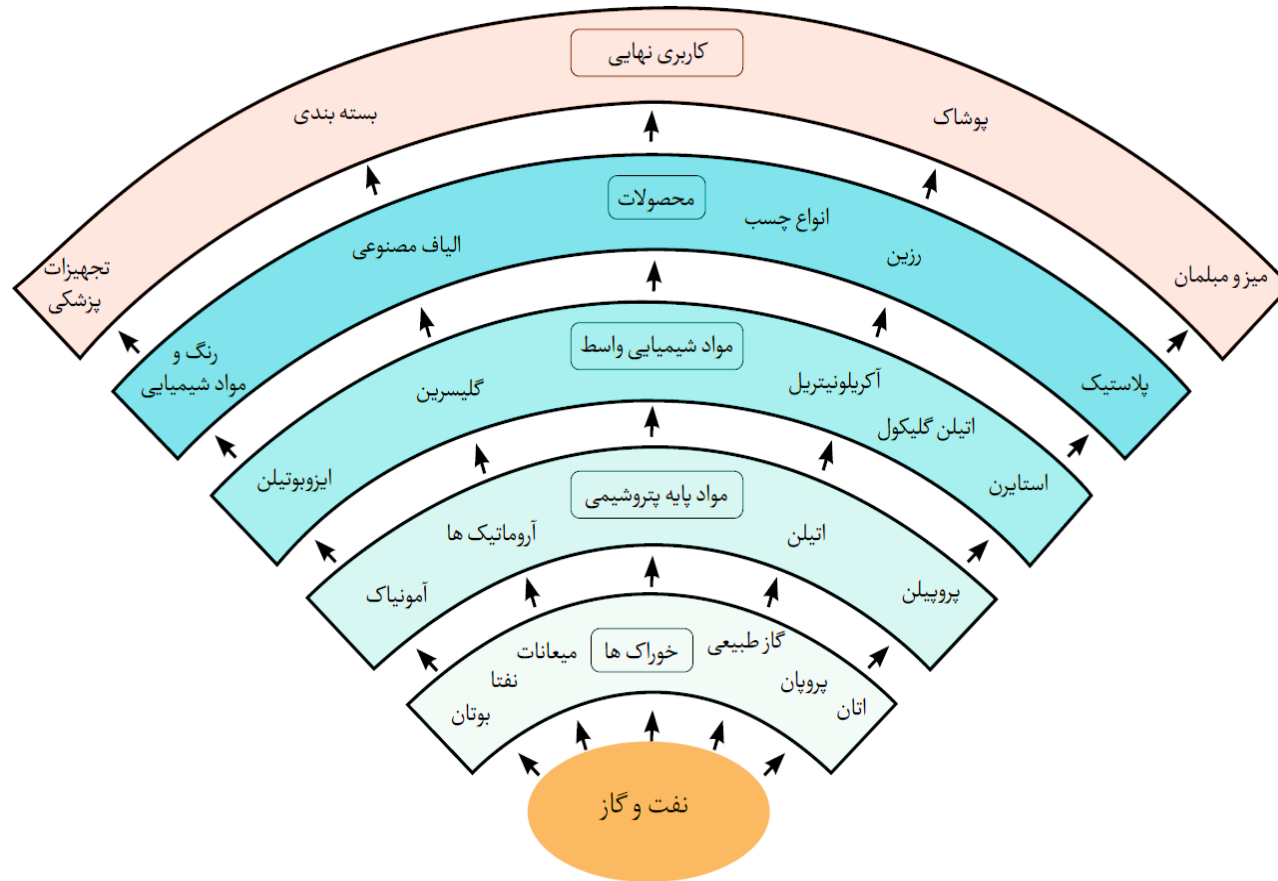 کاربری نهایی
پوشاک
بسته بندی
میز و مبلمان
تجهیزات
پزشکی
محصولات
انواع چسب
رزین
الیاف مصنوعی
پلاستیک
رنگ و
مواد شیمیایی
مواد شیمیایی واسط
آکریلونیتریل
اتیلن گلیکول
گلیسرین
استایرن
ایزوبوتیلن
مواد پایه پتروشیمی
اتیلن
آروماتیک ها
پروپیلن
آمونیاک
خوراک ها
گاز طبیعی
میعانات
پروپان
نفتا
اتان
بوتان
نفت و گاز